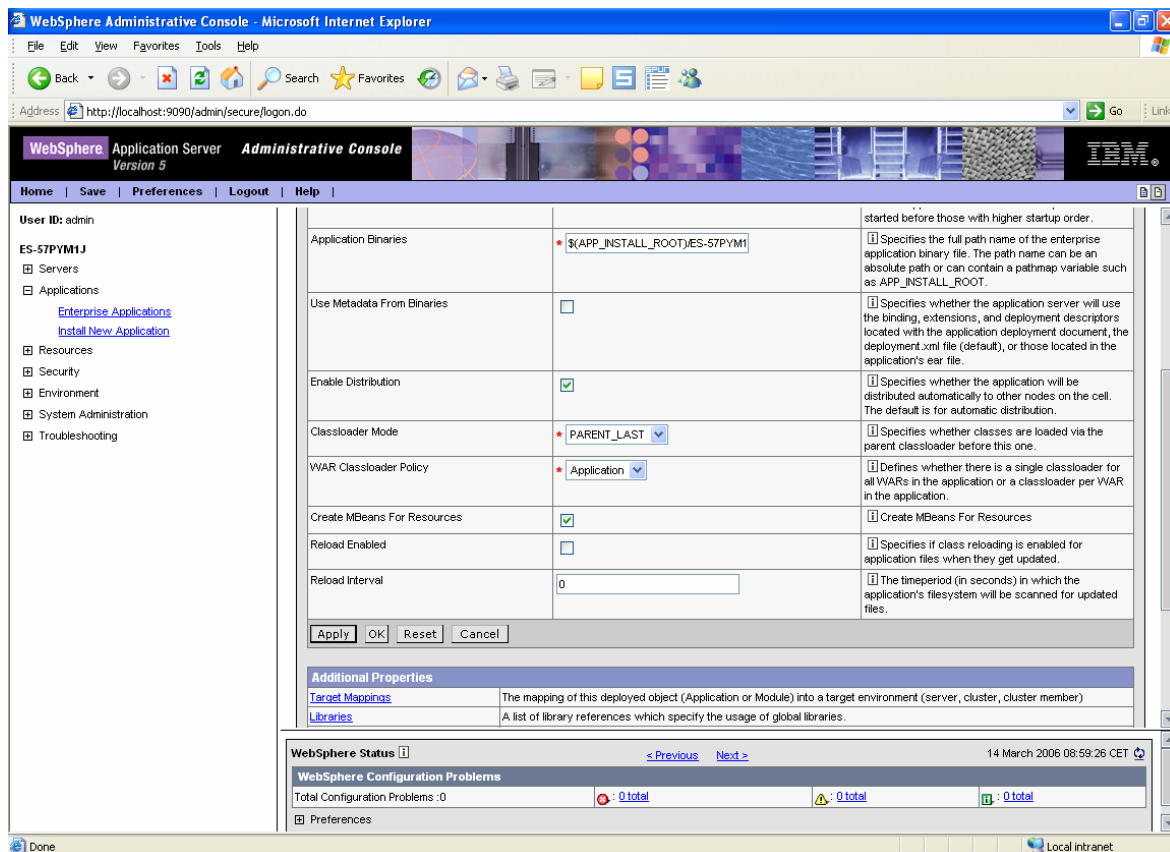 WebSphere Administrative Console - Microsoft Internet Explorer
File Edit View Favorites Tools Help
Back Search Favorites
Address http://localhost:9090/admin/secure/logon.do Go Link
WebSphere Application Server Administrative Console
Version 5
IBM
Home | Save | Preferences | Logout | Help |
User ID: admin
ES-57PYM1J
Servers
Applications
Enterprise Applications
Install New Application
Resources
Security
Environment
System Administration
Troubleshooting
started before those with higher startup order.
Application Binaries
* $(APP_INSTALL_ROOT)/ES-57PYM1
Specifies the full path name of the enterprise
application binary file. The path name can be an
absolute path or can contain a pathmap variable such
as APP_INSTALL_ROOT.
Use Metadata From Binaries
Specifies whether the application server will use
the binding, extensions, and deployment descriptors
located with the application deployment document, the
deployment.xml file (default), or those located in the
application's ear file.
Enable Distribution
Specifies whether the application will be
distributed automatically to other nodes on the cell.
The default is for automatic distribution.
Classloader Mode
* PARENT_LAST
Specifies whether classes are loaded via the
parent classloader before this one.
WAR Classloader Policy
* Application
Defines whether there is a single classloader for
all WARs in the application or a classloader per WAR
in the application.
Create MBeans For Resources
Create MBeans For Resources
Reload Enabled
Specifies if class reloading is enabled for
application files when they get updated.
Reload Interval
0
The timeperiod (in seconds) in which the
application's filesystem will be scanned for updated
files.
Apply OK Reset Cancel
Additional Properties
Target Mappings
The mapping of this deployed object (Application or Module) into a target environment (server, cluster, cluster member)
Libraries
A list of library references which specify the usage of global libraries.
WebSphere Status < Previous Next > 14 March 2006 08:59:26 CET
WebSphere Configuration Problems
Total Configuration Problems :0 : 0 total : 0 total : 0 total
Preferences
Done Local intranet